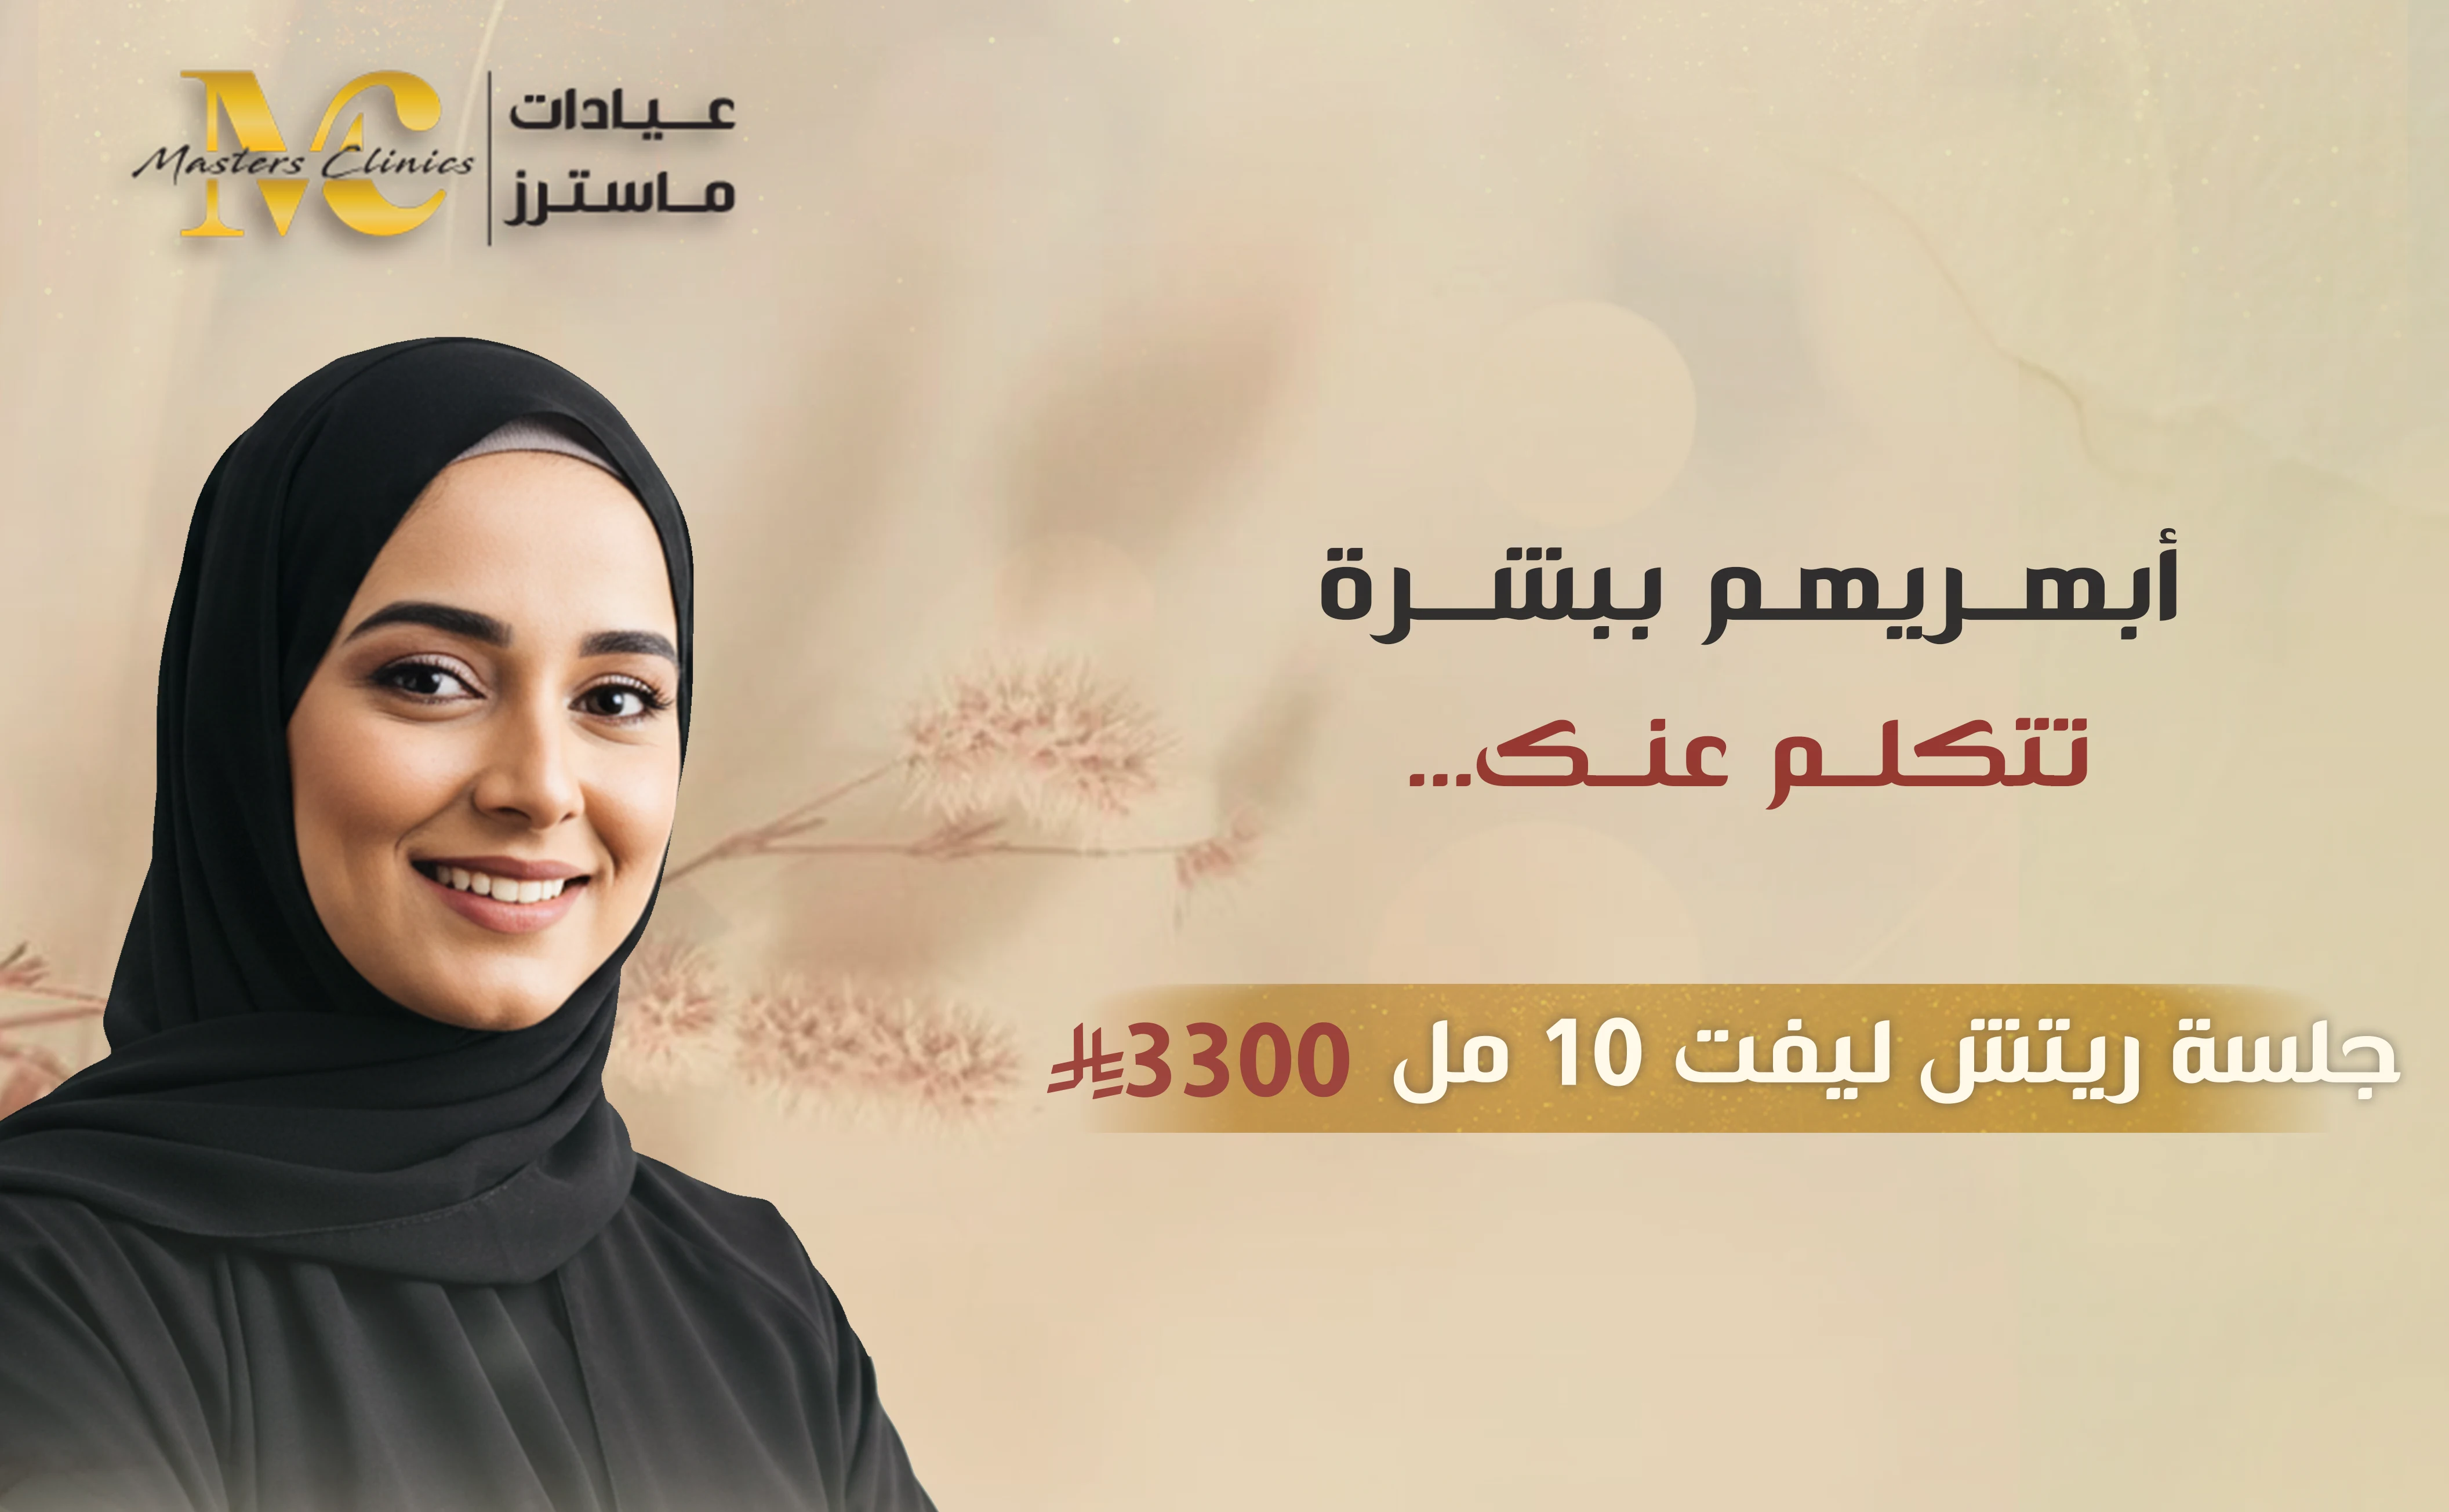 Masters Clinics
عيادات
ماسترز
أبهريهم ببشرة
تتكلم عنك...
جلسة ريتش ليفت 10 مل 3300⃁